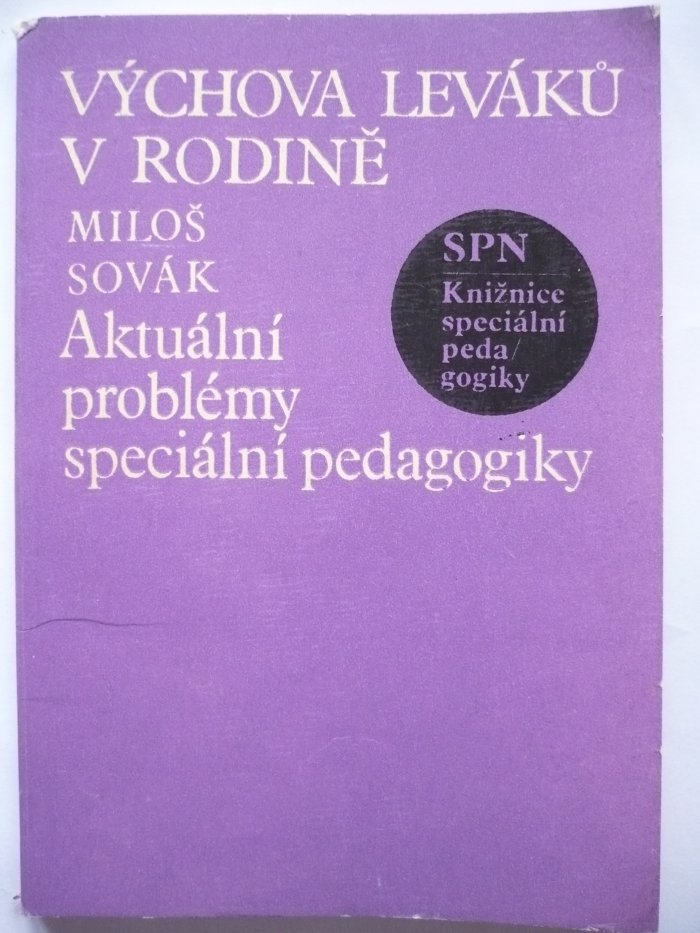 VÝCHOVA LEVÁKŮ
V RODINĚ
MILOŠ
SOVÁK
Aktuální
problémy
speciální pedagogiky
SPN
Knižnice
speciální
peda/
gogiky